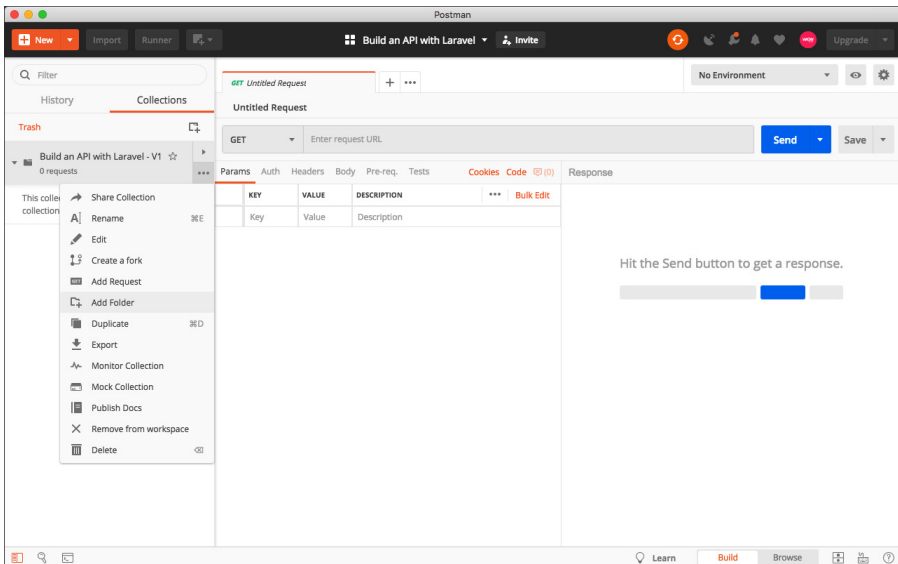 Postman
New
Import
Runner
Build an API with Laravel
Invite
Upgrade
Filter
History
Collections
Trash
Build an API with Laravel - V1
0 requests
This colle
collection
Share Collection
Rename ⌘E
Edit
Create a fork
GET Add Request
Add Folder
Duplicate ⌘D
Export
Monitor Collection
Mock Collection
Publish Docs
Remove from workspace
Delete ⌫
GET Untitled Request
+ •••
No Environment
Untitled Request
GET
Enter request URL
Send
Save
Params Auth Headers Body Pre-req. Tests
Cookies Code (0)
Response
KEY VALUE DESCRIPTION ••• Bulk Edit
Key Value Description
Hit the Send button to get a response.
Learn
Build
Browse